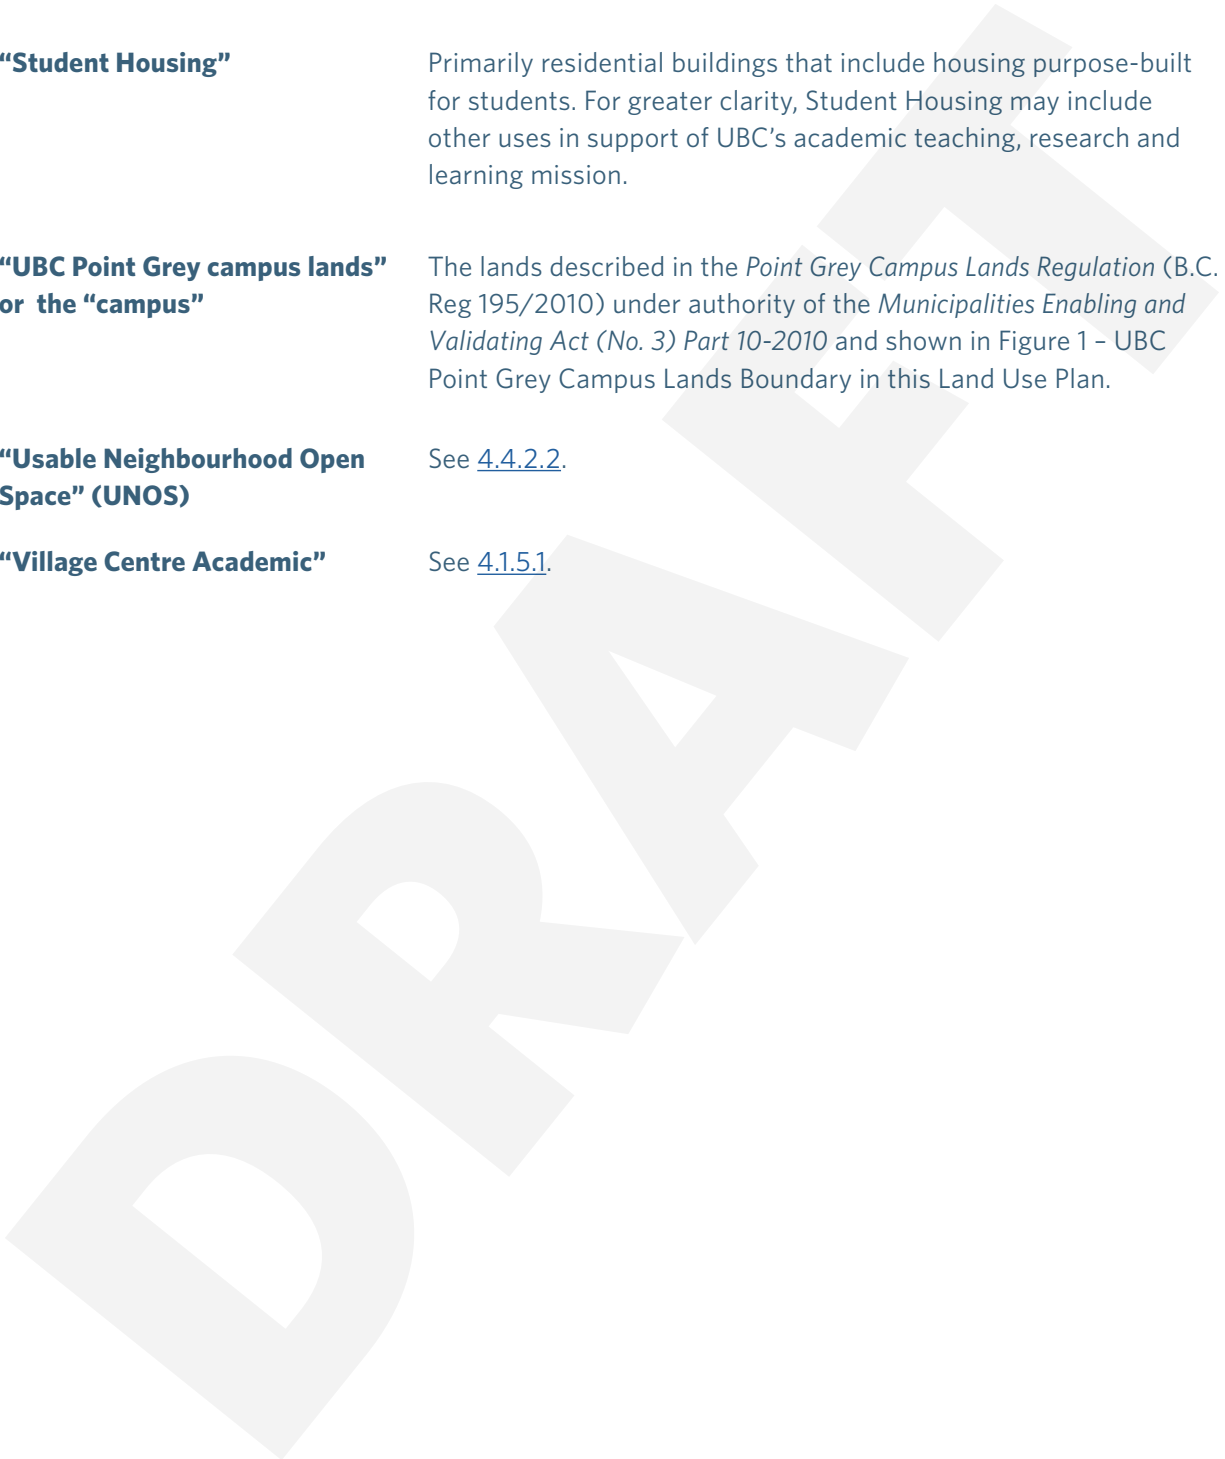 “Student Housing”
Primarily residential buildings that include housing purpose-built
for students. For greater clarity, Student Housing may include
other uses in support of UBC’s academic teaching, research and
learning mission.
“UBC Point Grey campus lands”
or the “campus”
The lands described in the Point Grey Campus Lands Regulation (B.C.
Reg 195/2010) under authority of the Municipalities Enabling and
Validating Act (No. 3) Part 10-2010 and shown in Figure 1 – UBC
Point Grey Campus Lands Boundary in this Land Use Plan.
“Usable Neighbourhood Open
Space” (UNOS)
See 4.4.2.2.
“Village Centre Academic”
See 4.1.5.1.
DRAFT